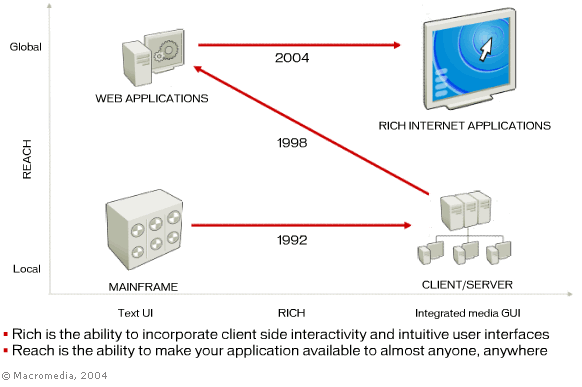 Global
2004
WEB APPLICATIONS
RICH INTERNET APPLICATIONS
1998
REACH
1992
Local
MAINFRAME
CLIENT/SERVER
Text UI
RICH
Integrated media GUI
▪ Rich is the ability to incorporate client side interactivity and intuitive user interfaces
▪ Reach is the ability to make your application available to almost anyone, anywhere
© Macromedia, 2004